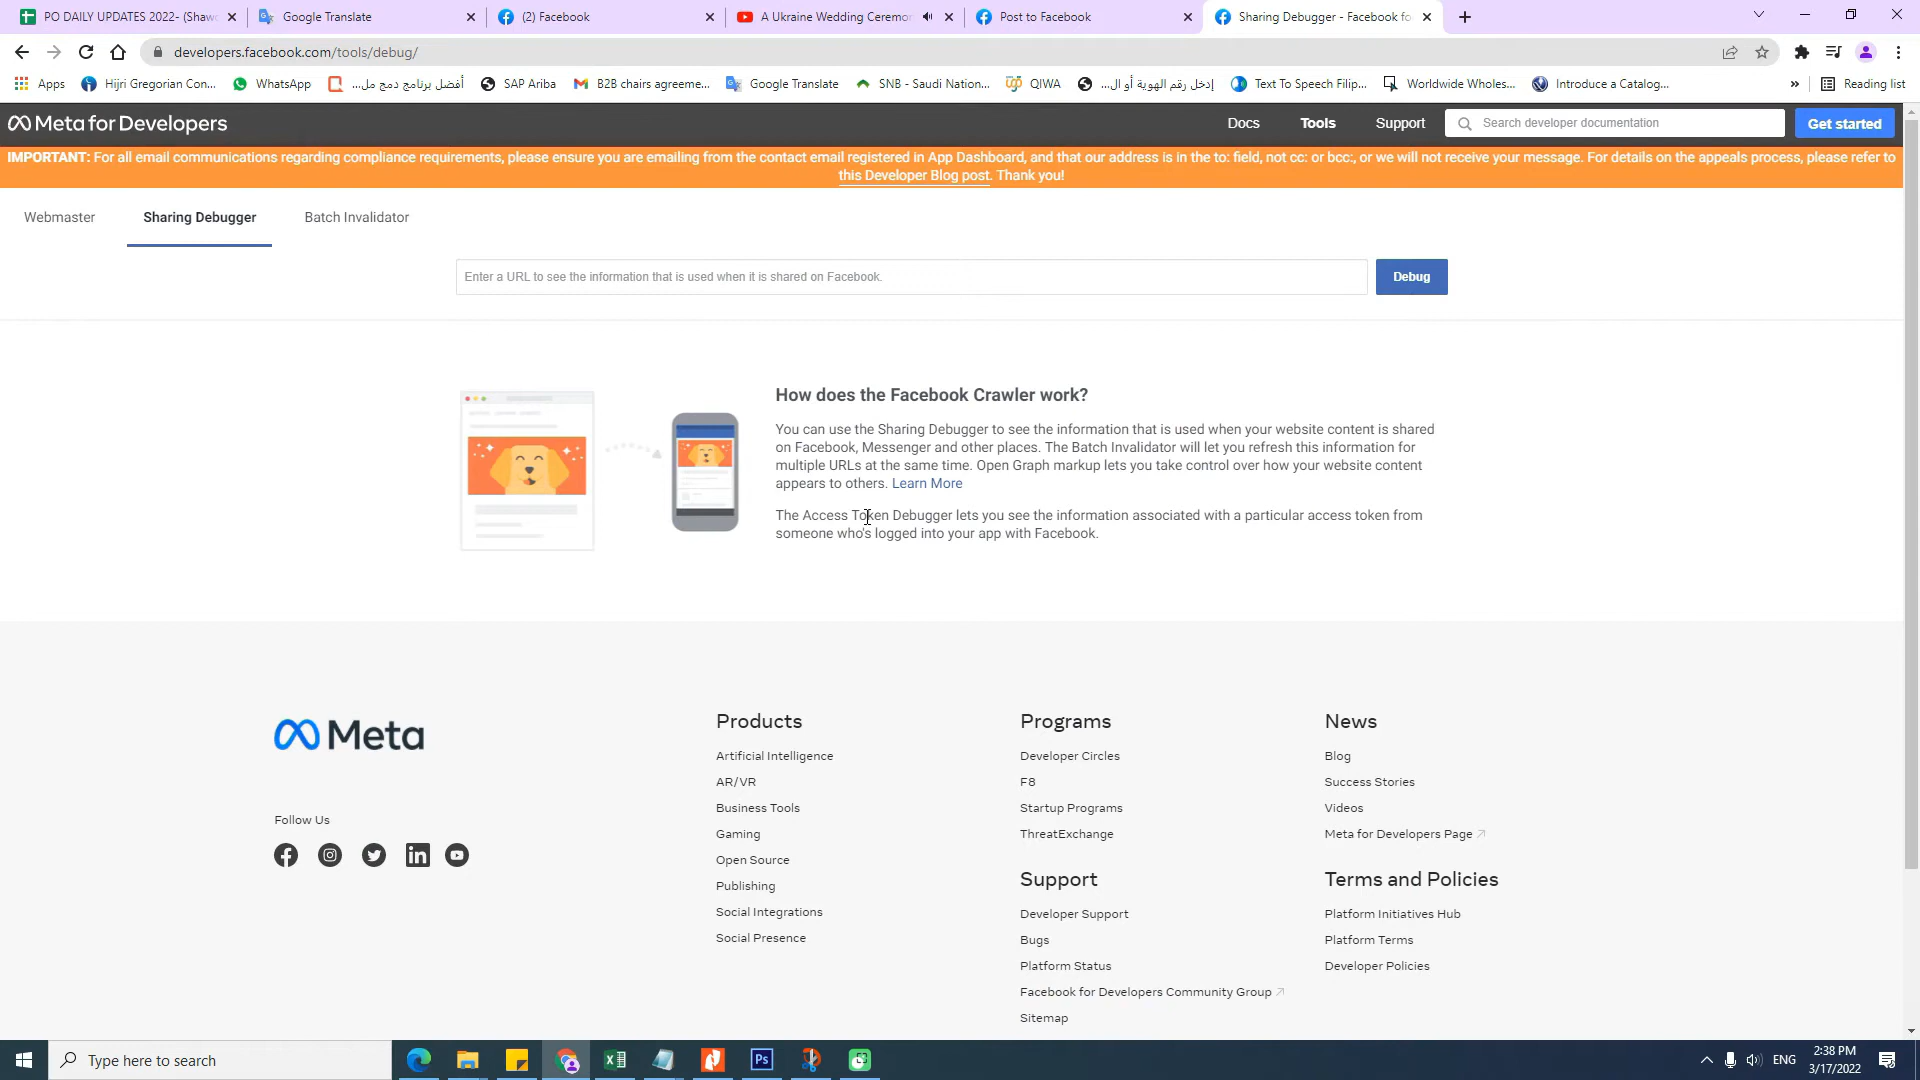 PO DAILY UPDATES 2022- (Shaw
Google Translate
(2) Facebook
A Ukraine Wedding Ceremo
Post to Facebook
Sharing Debugger - Facebook fo
developers.facebook.com/tools/debug/
Apps
Hijri Gregorian Con...
WhatsApp
أفضل برنامج دمج مل...
SAP Ariba
B2B chairs agreeme...
Google Translate
SNB - Saudi Nation...
QIWA
إدخل رقم الهوية أو ال...
Text To Speech Filip...
Worldwide Wholes...
Introduce a Catalog...
»
Reading list
Meta for Developers
Docs
Tools
Support
Search developer documentation
Get started
IMPORTANT: For all email communications regarding compliance requirements, please ensure you are emailing from the contact email registered in App Dashboard, and that our address is in the to: field, not cc: or bcc:, or we will not receive your message. For details on the appeals process, please refer to
this Developer Blog post. Thank you!
Webmaster
Sharing Debugger
Batch Invalidator
Enter a URL to see the information that is used when it is shared on Facebook.
Debug
How does the Facebook Crawler work?
You can use the Sharing Debugger to see the information that is used when your website content is shared
on Facebook, Messenger and other places. The Batch Invalidator will let you refresh this information for
multiple URLs at the same time. Open Graph markup lets you take control over how your website content
appears to others. Learn More
The Access Token Debugger lets you see the information associated with a particular access token from
someone who's logged into your app with Facebook.
Meta
Follow Us
Products
Artificial Intelligence
AR/VR
Business Tools
Gaming
Open Source
Publishing
Social Integrations
Social Presence
Programs
Developer Circles
F8
Startup Programs
ThreatExchange
Support
Developer Support
Bugs
Platform Status
Facebook for Developers Community Group
Sitemap
News
Blog
Success Stories
Videos
Meta for Developers Page
Terms and Policies
Platform Initiatives Hub
Platform Terms
Developer Policies
Type here to search
Ps
ENG
2:38 PM
3/17/2022